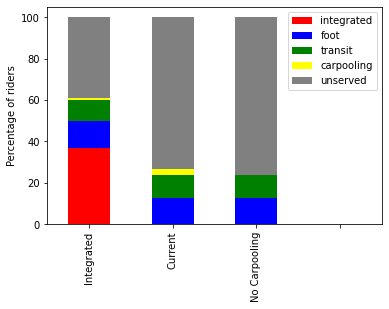 100
80
60
40
20
0
Percentage of riders
integrated
foot
transit
carpooling
unserved
Integrated
Current
No Carpooling